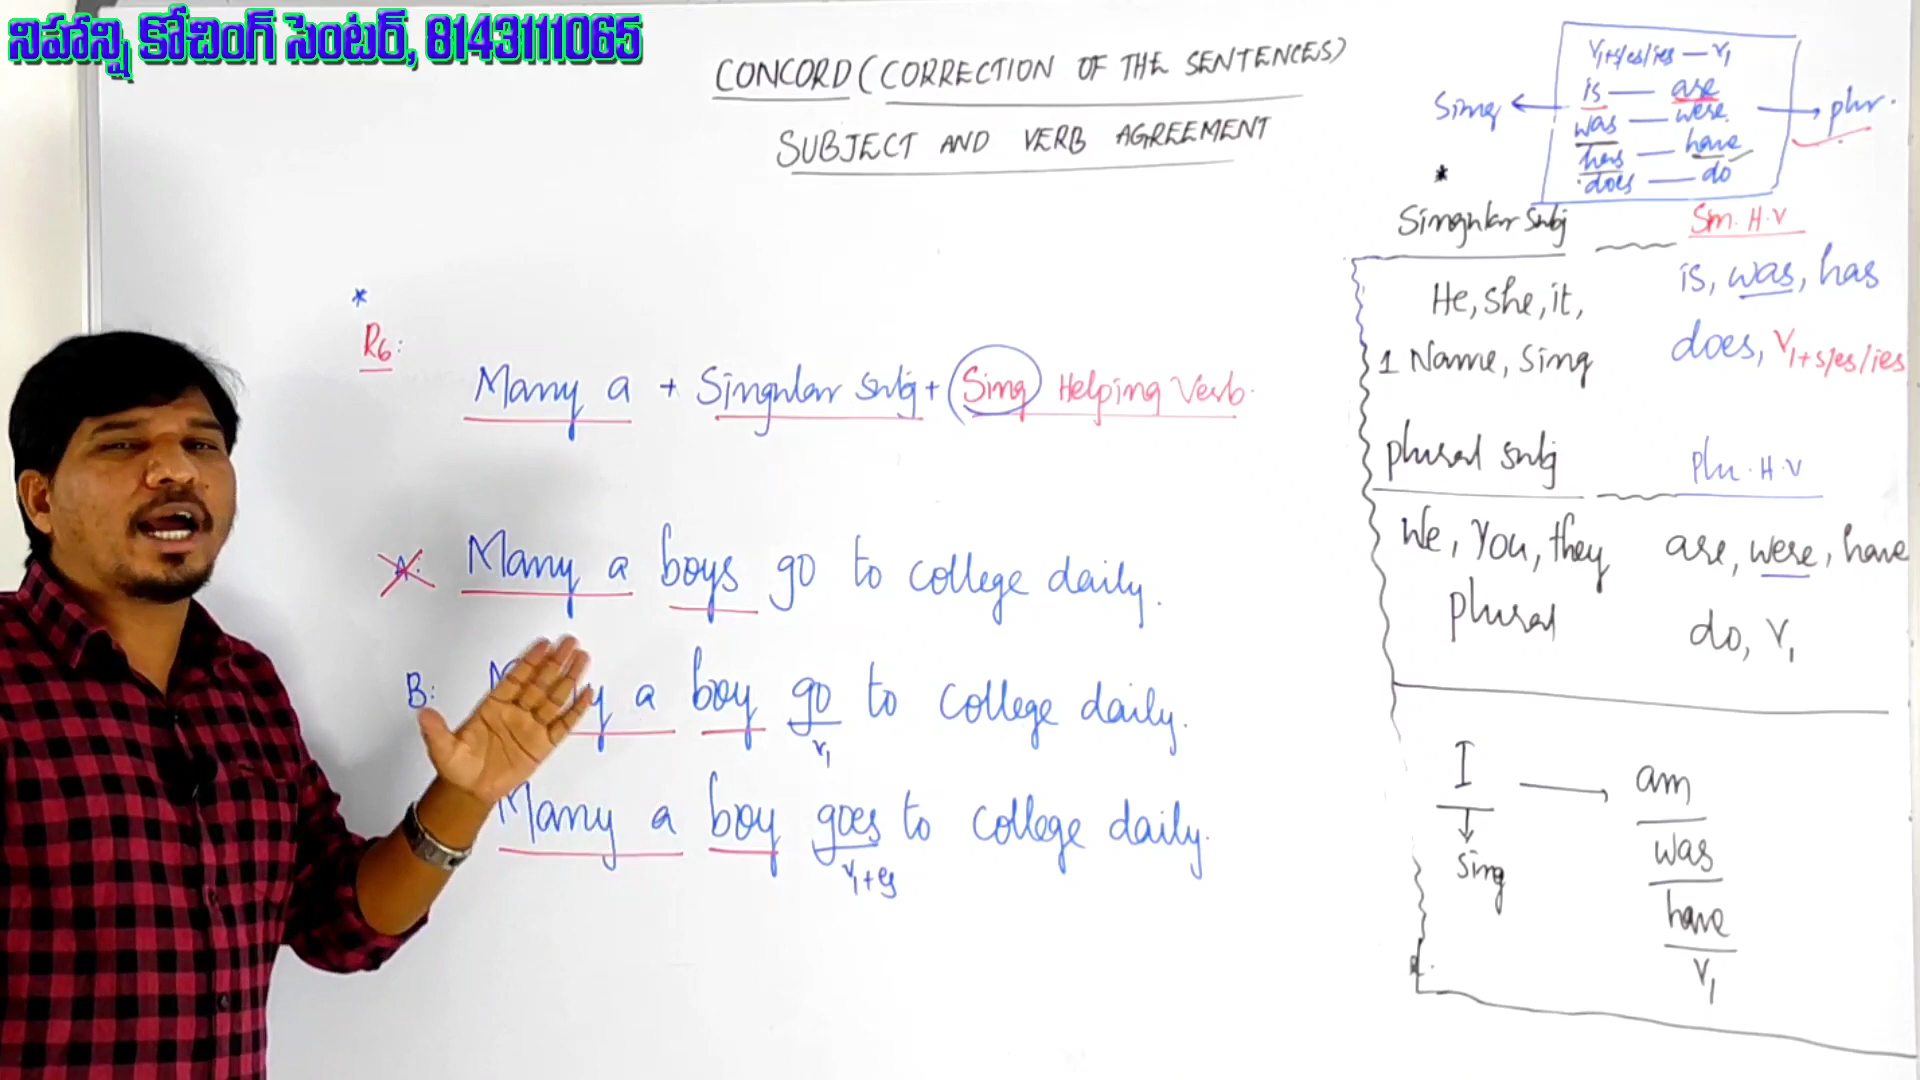 నిహాన్షి కోచింగ్ సెంటర్, 8143111065
CONCORD (CORRECTION OF THE SENTENCES)
SUBJECT AND VERB AGREEMENT
*
R6:
Many a + Singular Subj + Sing Helping Verb.
A: Many a boys go to college daily.
B: Many a boy go to college daily.
V1
Many a boy goes to college daily.
V1+es
V1+s/es/ies — V1
Sing ← is — are → plu.
was — were
has — have
does — do
*
Singular Subj
Sin. H.V
He, She, it,
is, was, has
1 Name, Sing
does, V1+s/es/ies
plural Subj
Plu. H.V
We, You, they
are, were, have
plural
do, V1
I → am
Sing
was
have
V1